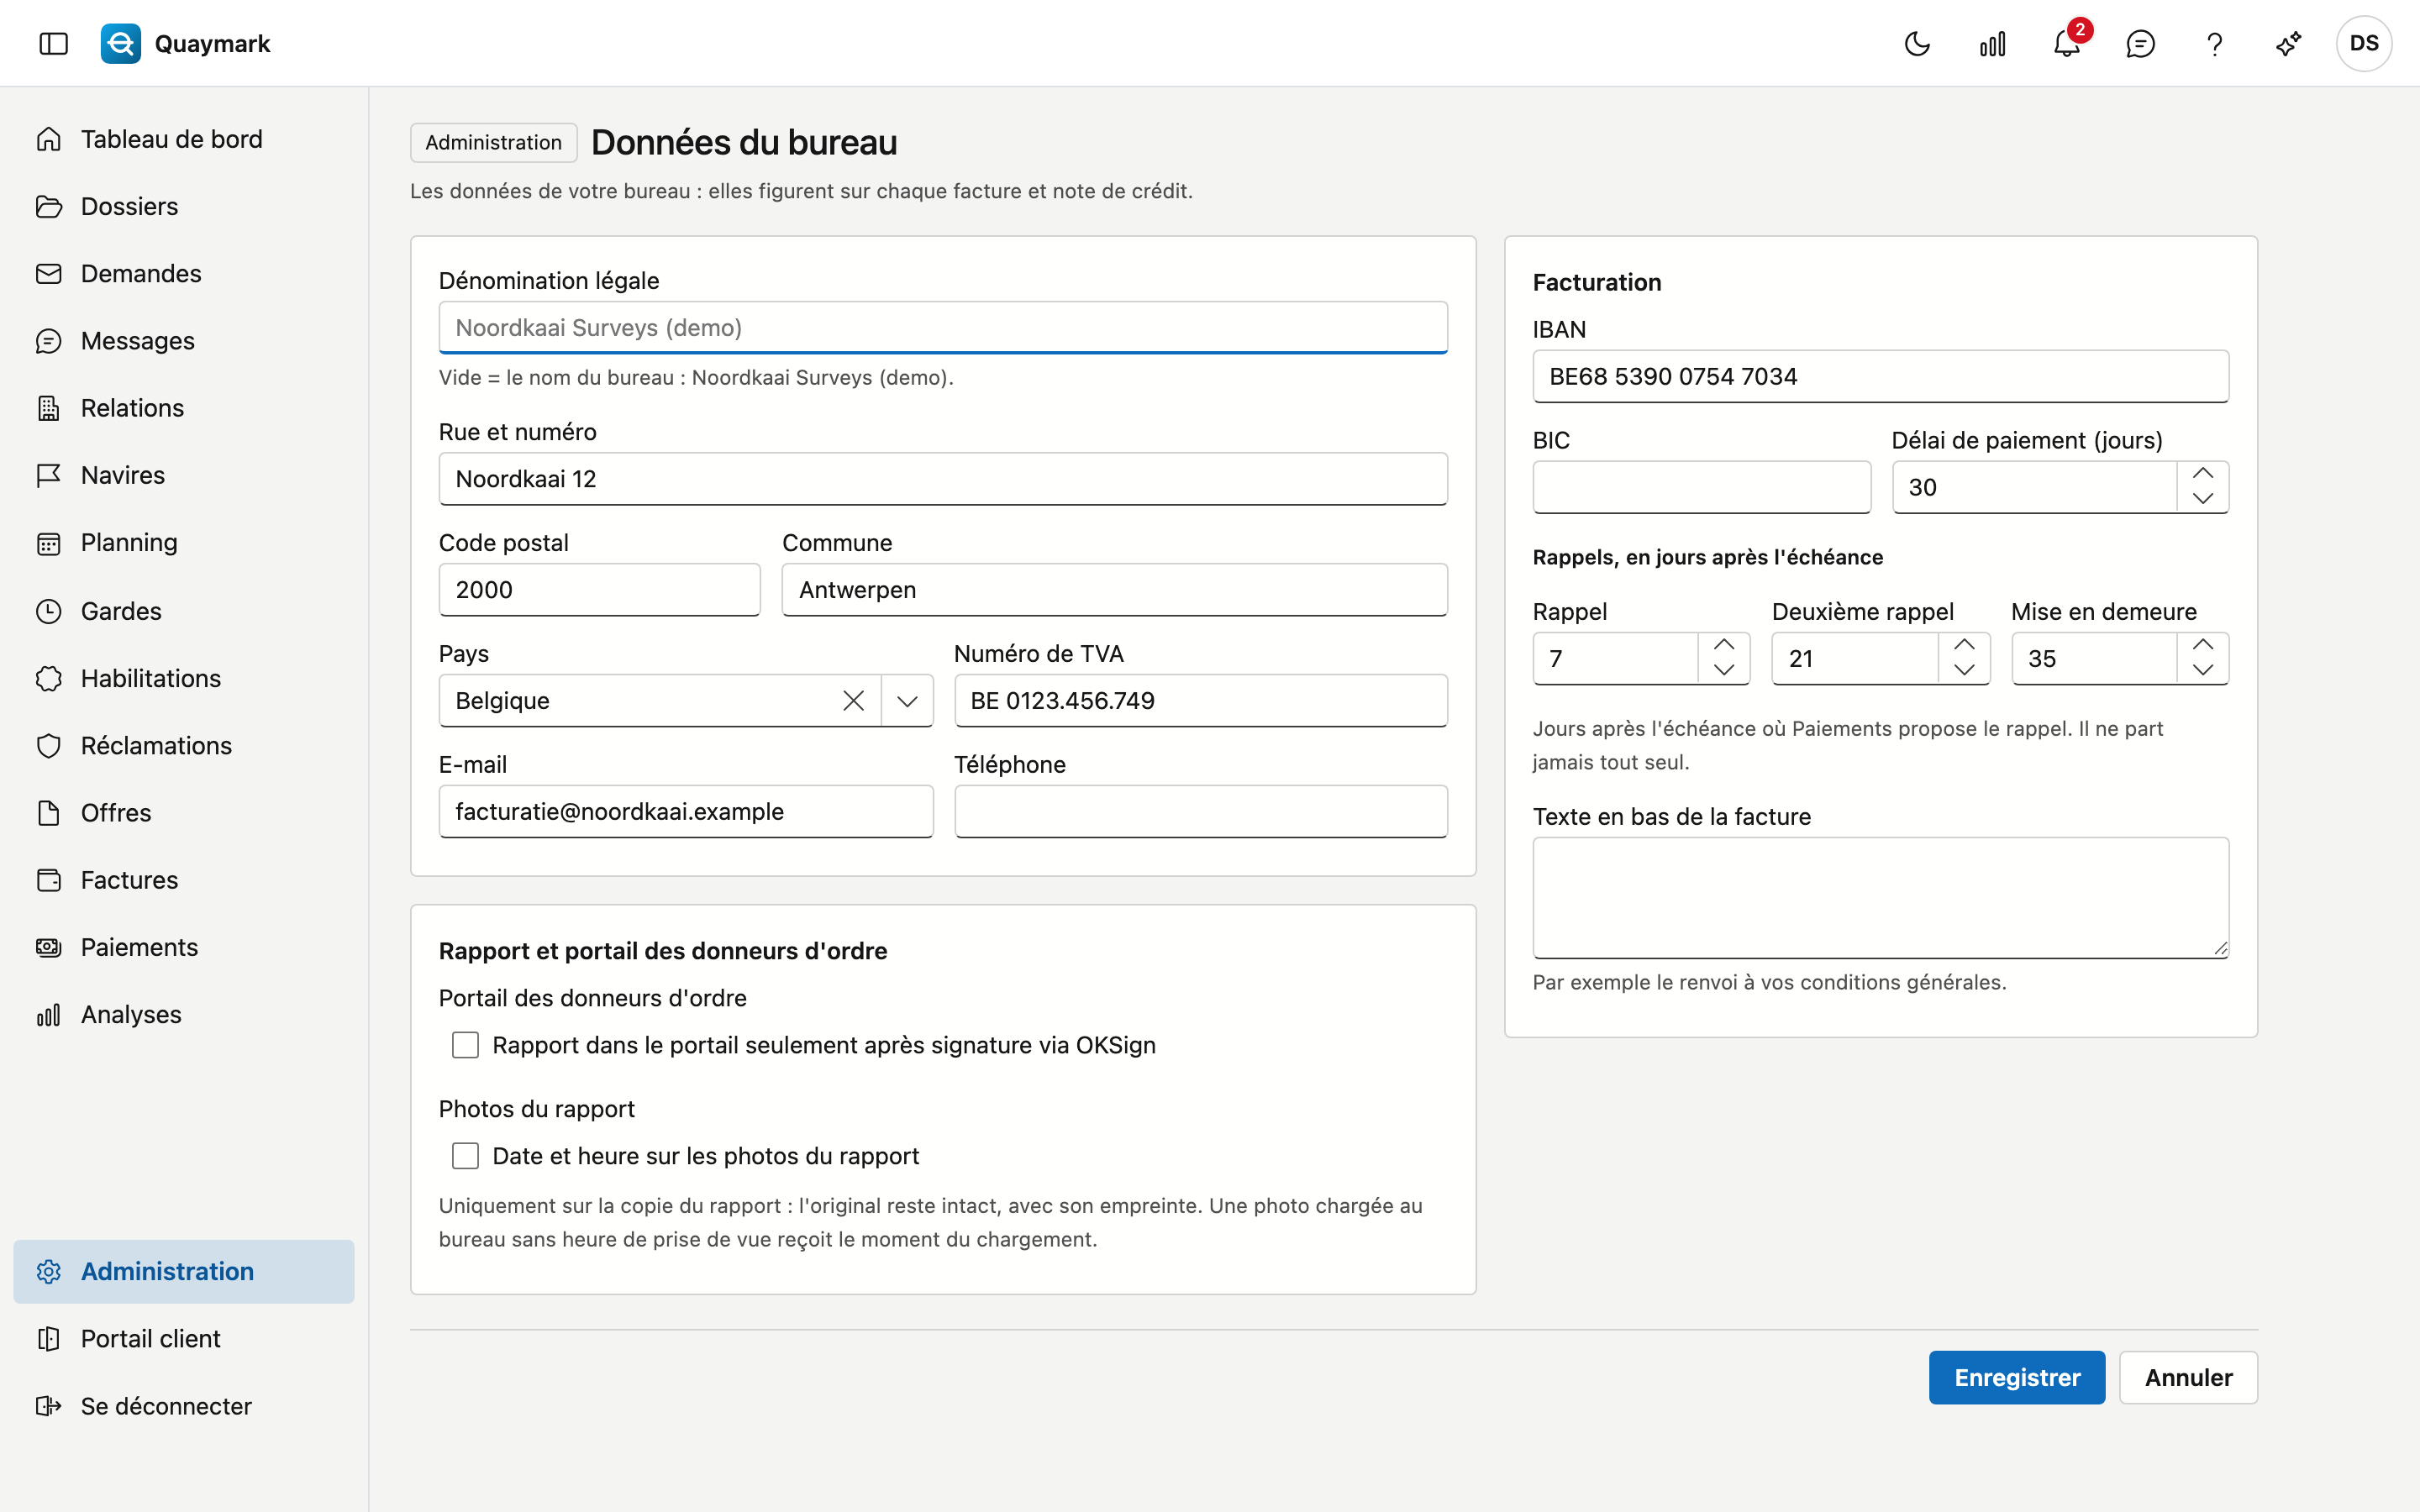 Quaymark
2
DS
Tableau de bord
Dossiers
Demandes
Messages
Relations
Navires
Planning
Gardes
Habilitations
Réclamations
Offres
Factures
Paiements
Analyses
Administration
Portail client
Se déconnecter
Administration
Données du bureau
Les données de votre bureau : elles figurent sur chaque facture et note de crédit.
Dénomination légale
Noordkaai Surveys (demo)
Vide = le nom du bureau : Noordkaai Surveys (demo).
Rue et numéro
Noordkaai 12
Code postal
Commune
2000
Antwerpen
Pays
Numéro de TVA
Belgique
BE 0123.456.749
E-mail
Téléphone
facturatie@noordkaai.example
Rapport et portail des donneurs d'ordre
Portail des donneurs d'ordre
Rapport dans le portail seulement après signature via OKSign
Photos du rapport
Date et heure sur les photos du rapport
Uniquement sur la copie du rapport : l'original reste intact, avec son empreinte. Une photo chargée au
bureau sans heure de prise de vue reçoit le moment du chargement.
Facturation
IBAN
BE68 5390 0754 7034
BIC
Délai de paiement (jours)
30
Rappels, en jours après l'échéance
Rappel
Deuxième rappel
Mise en demeure
7
21
35
Jours après l'échéance où Paiements propose le rappel. Il ne part
jamais tout seul.
Texte en bas de la facture
Par exemple le renvoi à vos conditions générales.
Enregistrer
Annuler